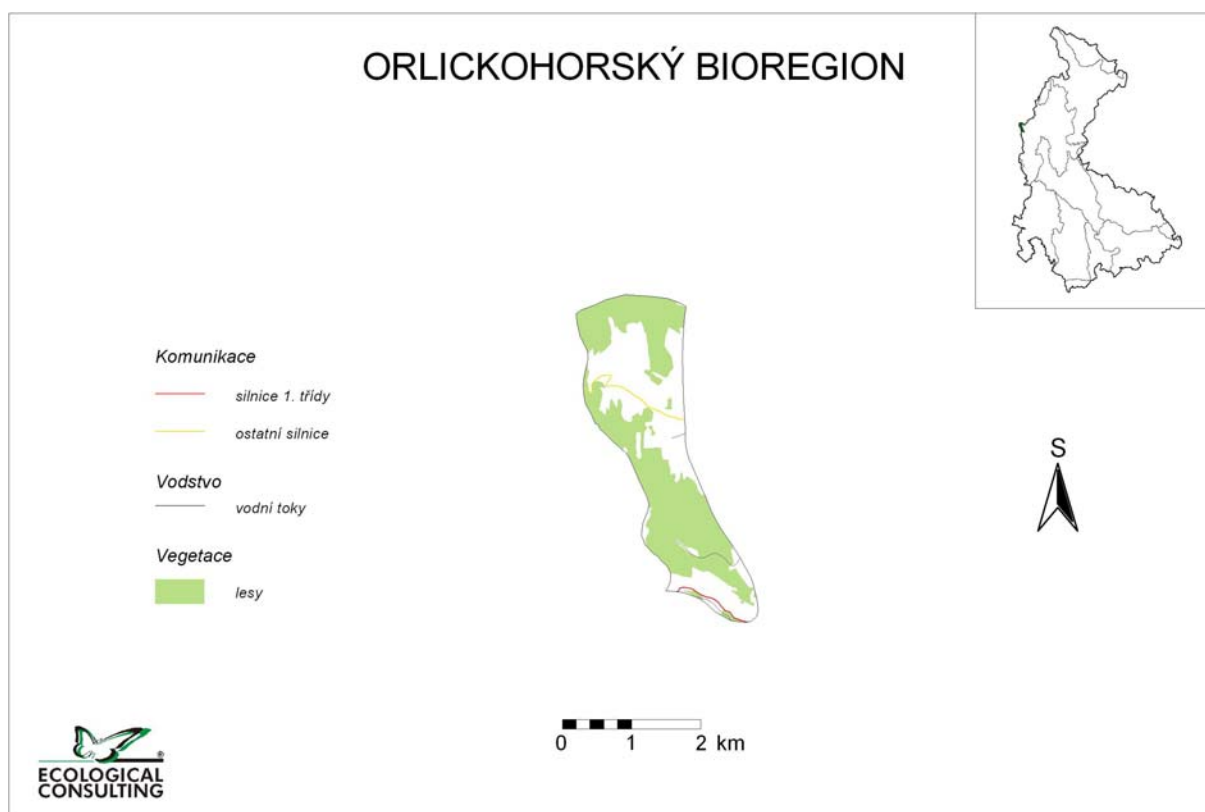 ORLICKOHORSKÝ BIOREGION
Komunikace
silnice 1. třídy
ostatní silnice
Vodstvo
vodní toky
Vegetace
lesy
S
0 1 2 km
®
ECOLOGICAL
CONSULTING